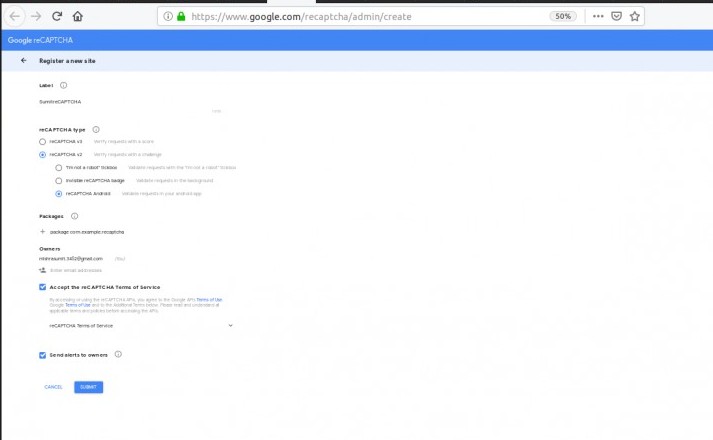 https://www.google.com/recaptcha/admin/create
50%
Google reCAPTCHA
Register a new site
Label
SumitreCAPTCHA
reCAPTCHA type
reCAPTCHA v3 Verify requests with a score
reCAPTCHA v2 Verify requests with a challenge
"I'm not a robot" tickbox Validate requests with the "I'm not a robot" tickbox
Invisible reCAPTCHA badge Validate requests in the background
reCAPTCHA Android Validate requests in your android app
Packages
package com.example.recaptcha
Owners
(You)
Enter email addresses
Accept the reCAPTCHA Terms of Service
By accessing or using the reCAPTCHA APIs, you agree to the Google APIs Terms of Use,
Google Terms of Use and to the Additional Terms below. Please read and understand all
applicable terms and policies before accessing the APIs.
reCAPTCHA Terms of Service
Send alerts to owners
CANCEL SUBMIT